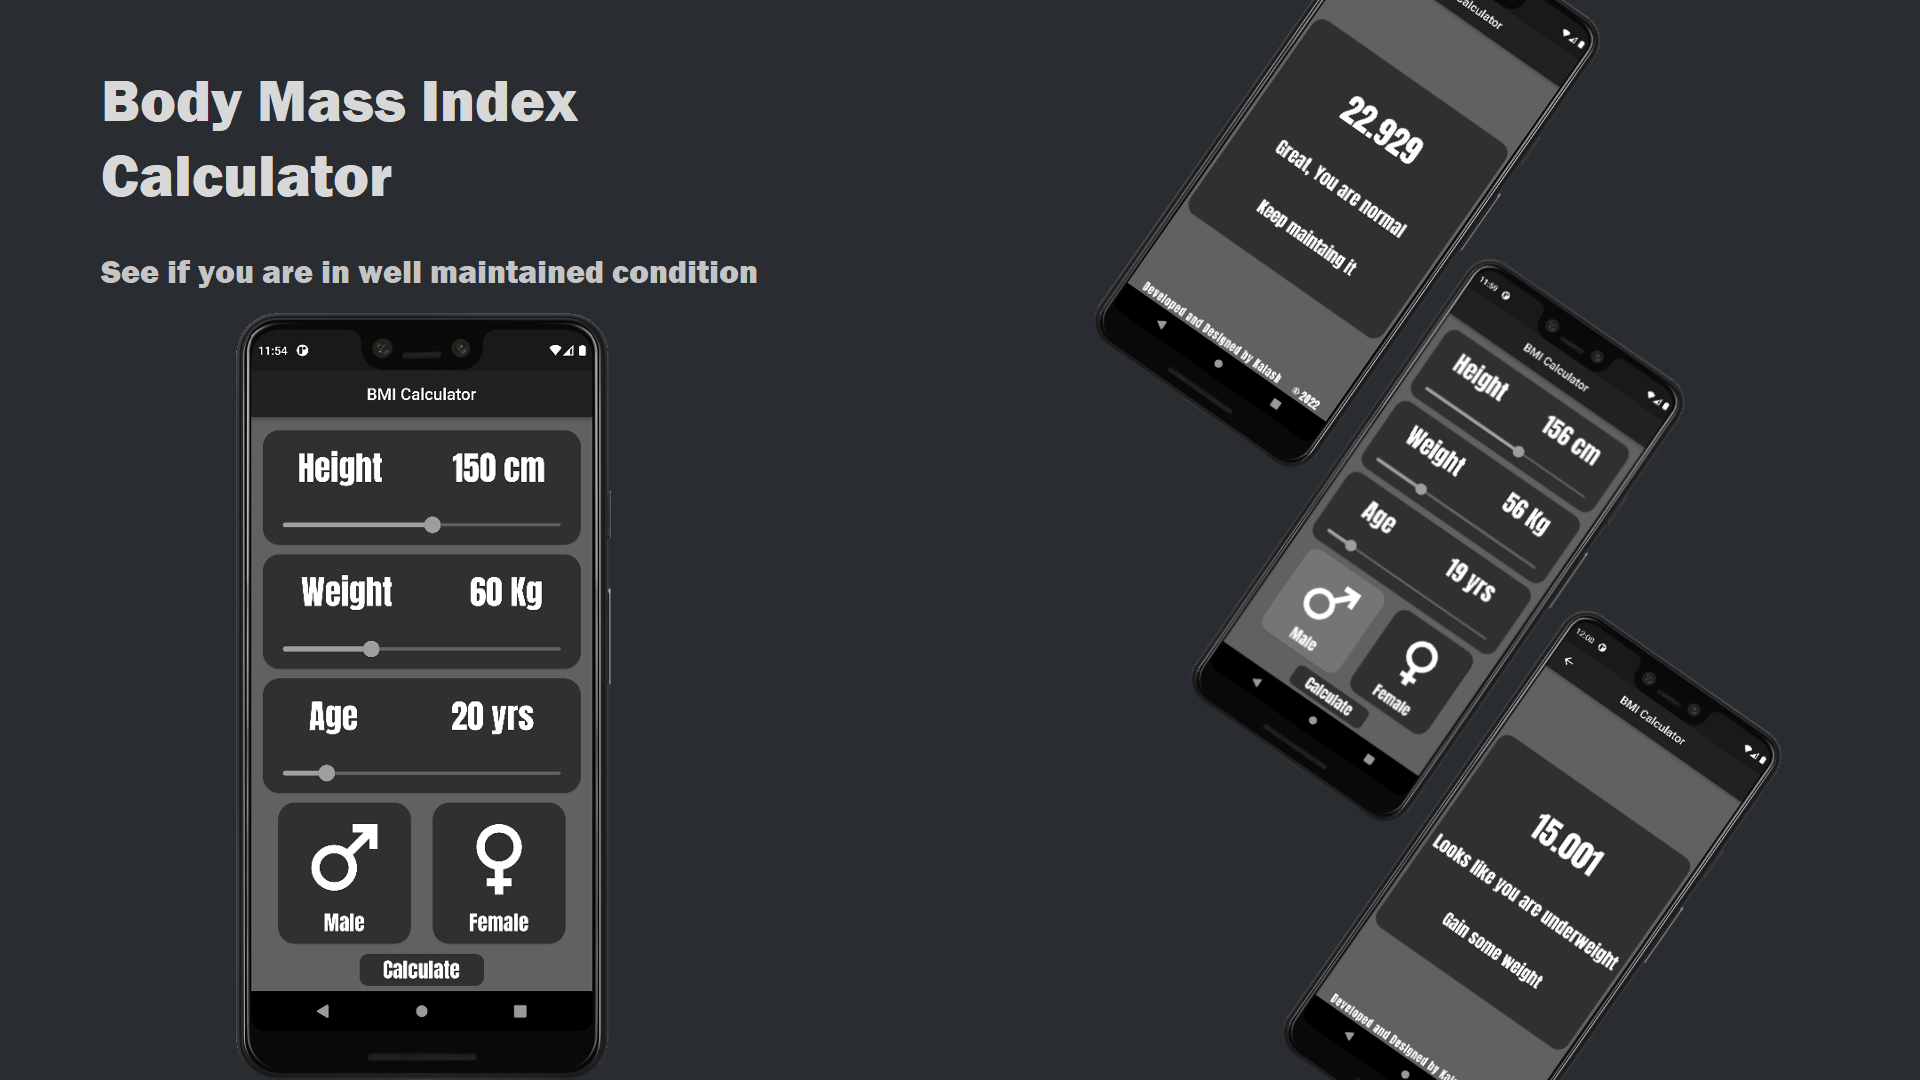 Body Mass Index
Calculator
See if you are in well maintained condition
11:54
BMI Calculator
Height 150 cm
Weight 60 Kg
Age 20 yrs
Male Female
Calculate
Calculator
22.929
Great, You are normal
Keep maintaing it
Developed and Designed by Kalash
© 2022
11:59
BMI Calculator
Height 156 cm
Weight 56 Kg
Age 19 yrs
Male Female
Calculate
12:00
BMI Calculator
15.001
Looks like you are underweight
Gain some weight
Developed and Designed by